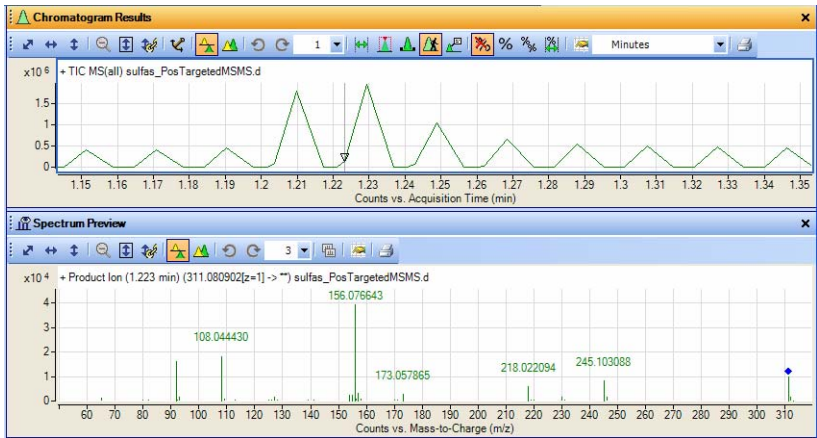 Chromatogram Results
1 Minutes
x10 6 + TIC MS(all) sulfas_PosTargetedMSMS.d
1.5
1
0.5
0
1.15 1.16 1.17 1.18 1.19 1.2 1.21 1.22 1.23 1.24 1.25 1.26 1.27 1.28 1.29 1.3 1.31 1.32 1.33 1.34 1.35
Counts vs. Acquisition Time (min)
Spectrum Preview
3
x10 4 + Product Ion (1.223 min) (311.080902[z=1] -> **) sulfas_PosTargetedMSMS.d
156.076643
4
3
108.044430
2
173.057865 218.022094 245.103088
1
0
60 70 80 90 100 110 120 130 140 150 160 170 180 190 200 210 220 230 240 250 260 270 280 290 300 310
Counts vs. Mass-to-Charge (m/z)